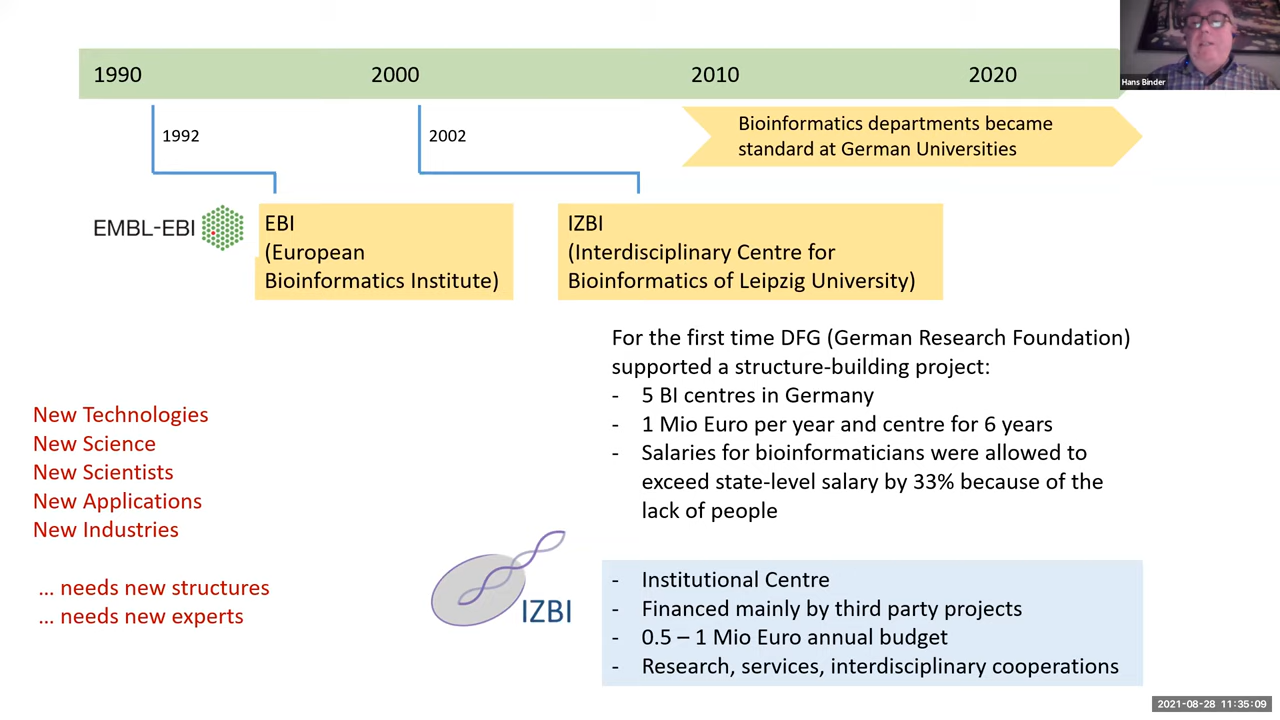 1990 2000 2010 2020
Hans Binder
1992
2002
Bioinformatics departments became
standard at German Universities
EMBL-EBI
EBI
(European
Bioinformatics Institute)
IZBI
(Interdisciplinary Centre for
Bioinformatics of Leipzig University)
For the first time DFG (German Research Foundation)
supported a structure-building project:
- 5 BI centres in Germany
- 1 Mio Euro per year and centre for 6 years
- Salaries for bioinformaticians were allowed to
exceed state-level salary by 33% because of the
lack of people
New Technologies
New Science
New Scientists
New Applications
New Industries
... needs new structures
... needs new experts
IZBI
- Institutional Centre
- Financed mainly by third party projects
- 0.5 – 1 Mio Euro annual budget
- Research, services, interdisciplinary cooperations
2021-08-28 11:35:09